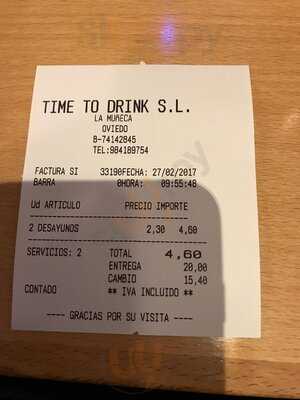 TIME TO DRINK S.L.
LA MUÑECA
OVIEDO
B-74142845
TEL:984189754
FACTURA SI 33190FECHA: 27/02/2017
BARRA 0HORA: 09:55:48
Ud ARTICULO PRECIO IMPORTE
2 DESAYUNOS 2,30 4,60
SERVICIOS: 2 TOTAL 4,60
ENTREGA 20,00
CAMBIO 15,40
CONTADO ** IVA INCLUIDO **
---- GRACIAS POR SU VISITA ----